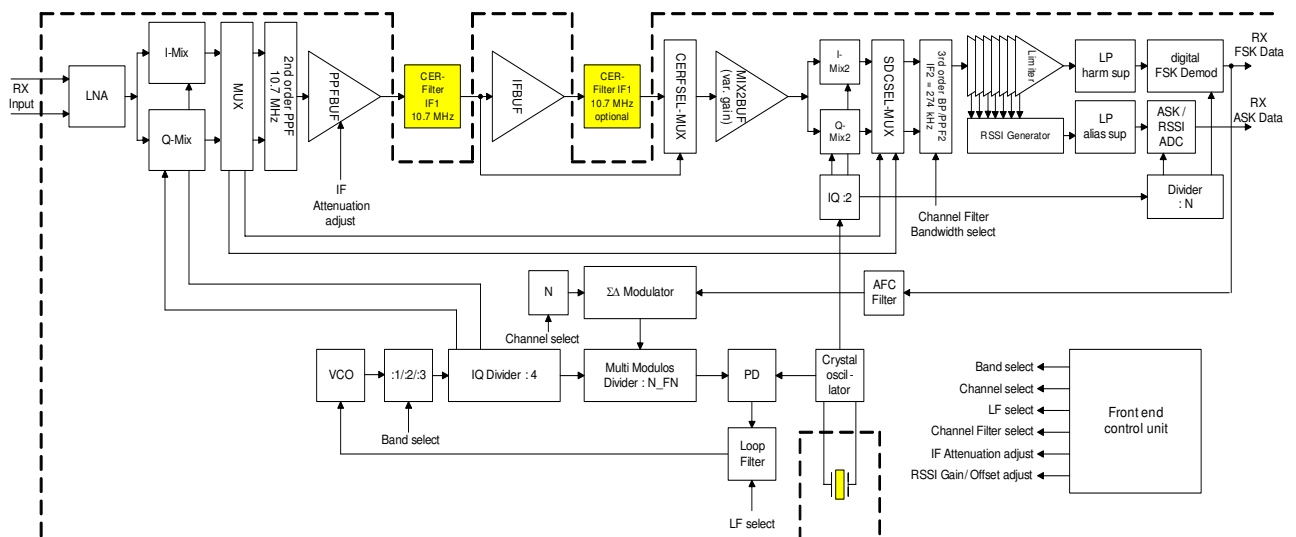 RX
Input
LNA
I-Mix
Q-Mix
MUX
2nd order PPF
10.7 MHz
PPFBUF
IF
Attenuation
adjust
CER-
Filter
IF1
10.7 MHz
IFBUF
CER-
Filter IF1
10.7 MHz
optional
CERFSEL-MUX
MIX2BUF
(var. gain)
I-
Mix2
Q-
Mix2
IQ :2
SDCSEL-MUX
3rd order BP/PPF2
IF2 = 274 kHz
Channel Filter
Bandwidth select
Limiter
RSSI Generator
LP
harm sup
LP
alias sup
digital
FSK Demod
ASK /
RSSI
ADC
Divider
: N
RX
FSK Data
RX
ASK Data
N
Channel select
ΣΔ Modulator
AFC
Filter
VCO
:1/:2/:3
Band select
IQ Divider : 4
Multi Modulos
Divider : N_FN
PD
Crystal
oscil -
lator
Loop
Filter
LF select
Band select
Channel select
LF select
Channel Filter select
IF Attenuation adjust
RSSI Gain/ Offset adjust
Front end
control unit